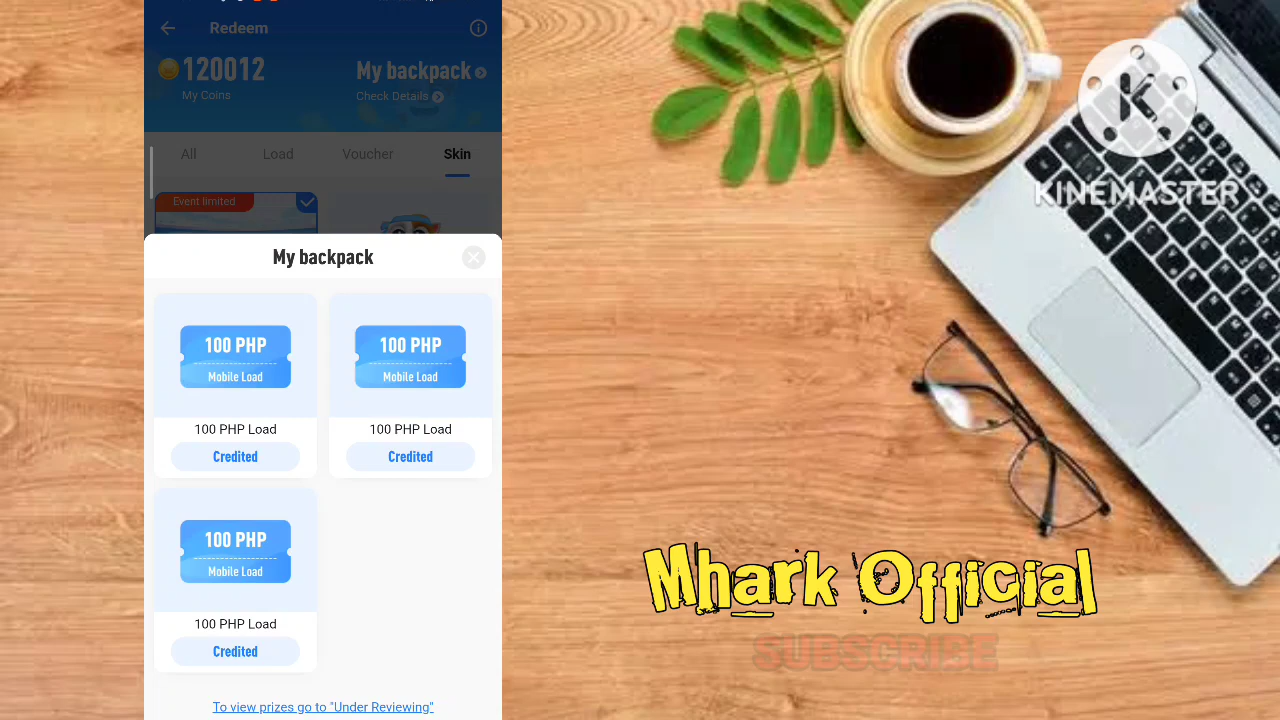 Redeem
120012
My Coins
My backpack
Check Details
All
Load
Voucher
Skin
Event limited
My backpack
100 PHP
Mobile Load
100 PHP Load
Credited
100 PHP
Mobile Load
100 PHP Load
Credited
100 PHP
Mobile Load
100 PHP Load
Credited
To view prizes go to "Under Reviewing"
K
KINEMASTER
Mhark Official
SUBSCRIBE